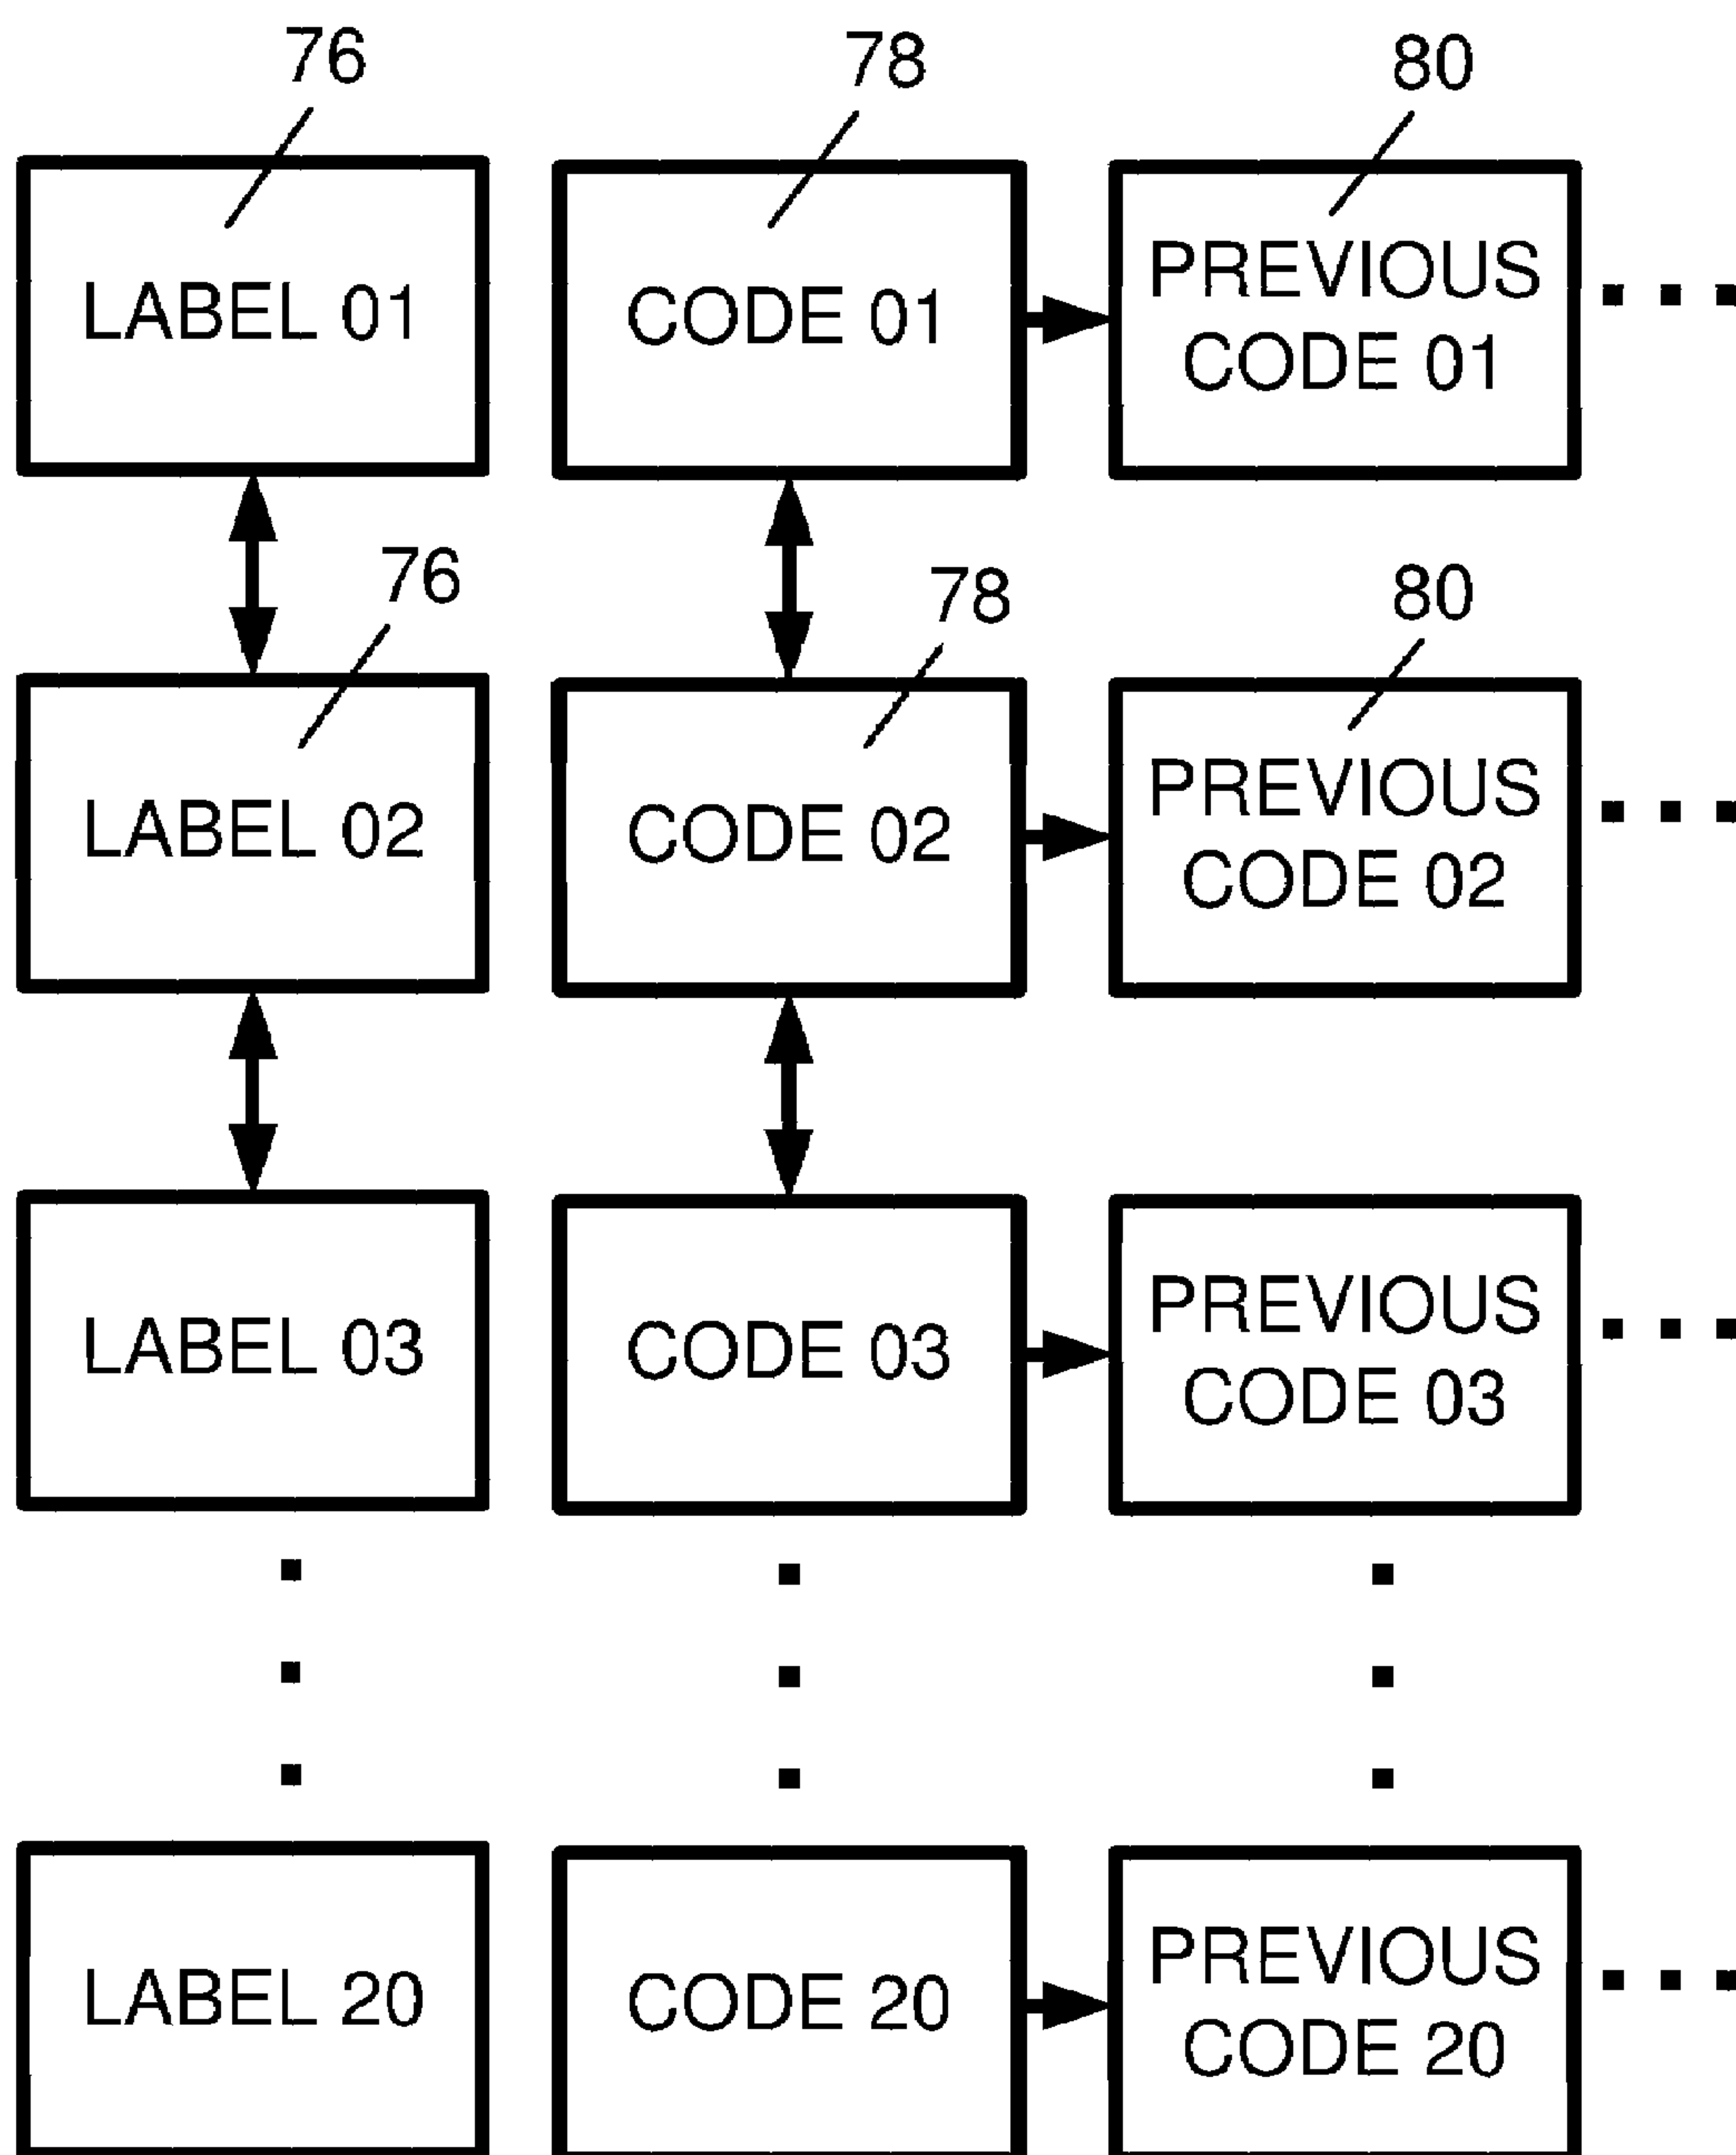 76
78
80
LABEL 01
CODE 01
PREVIOUS
CODE 01
76
78
80
LABEL 02
CODE 02
PREVIOUS
CODE 02
LABEL 03
CODE 03
PREVIOUS
CODE 03
LABEL 20
CODE 20
PREVIOUS
CODE 20